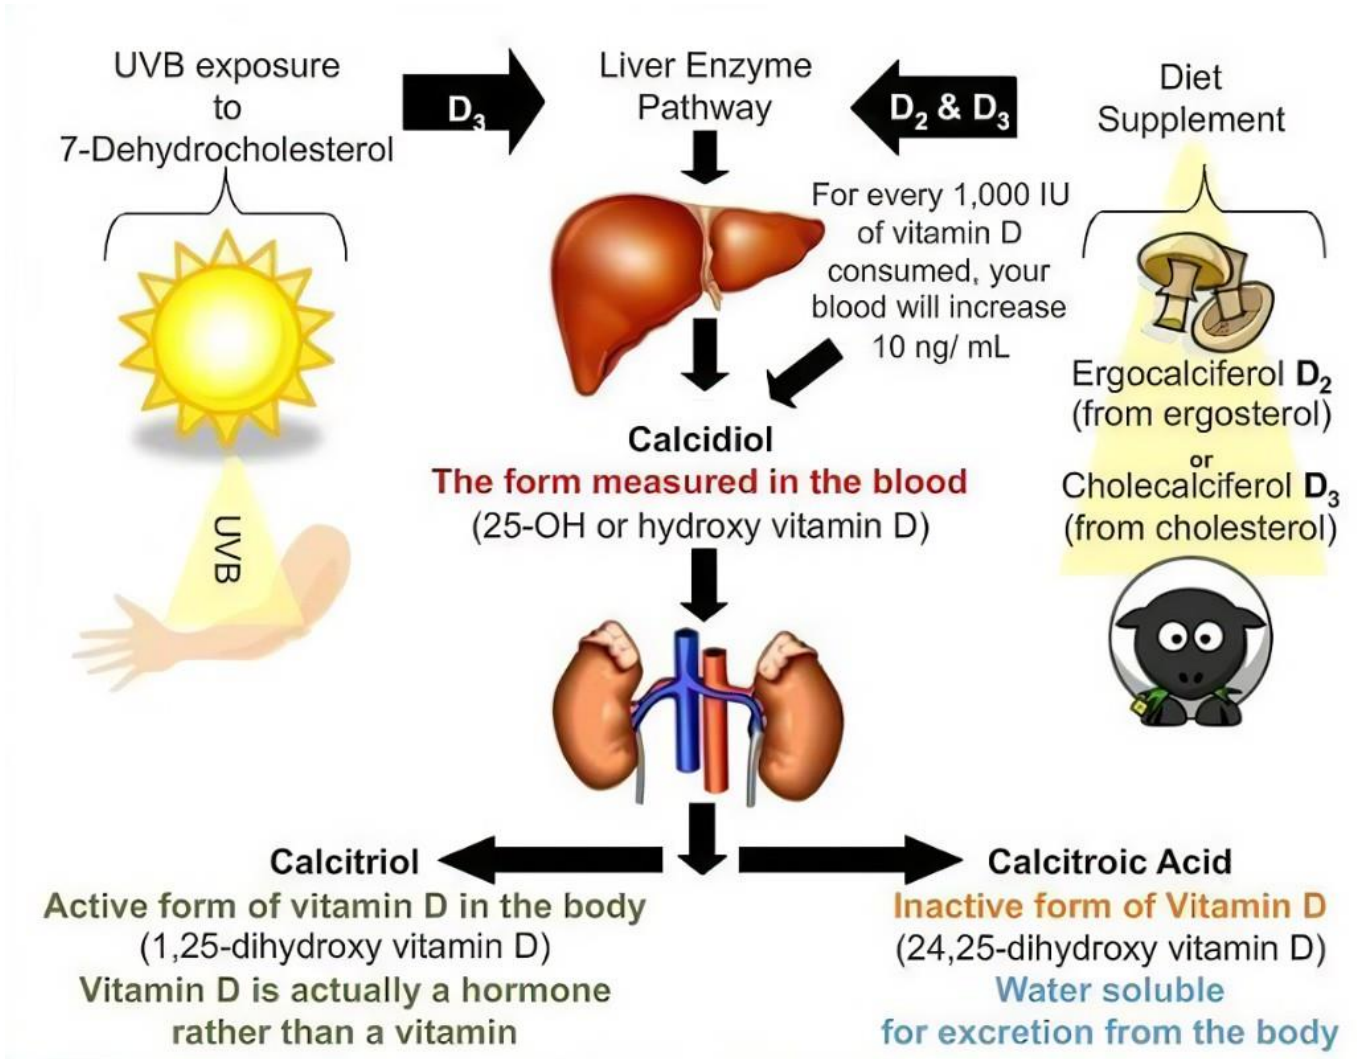 UVB exposure
to
7-Dehydrocholesterol
D₃
Liver Enzyme
Pathway
D₂ & D₃
Diet
Supplement
For every 1,000 IU
of vitamin D
consumed, your
blood will increase
10 ng/ mL
Ergocalciferol D₂
(from ergosterol)
or
Cholecalciferol D₃
(from cholesterol)
UVB
Calcidiol
The form measured in the blood
(25-OH or hydroxy vitamin D)
Calcitriol
Active form of vitamin D in the body
(1,25-dihydroxy vitamin D)
Vitamin D is actually a hormone
rather than a vitamin
Calcitroic Acid
Inactive form of Vitamin D
(24,25-dihydroxy vitamin D)
Water soluble
for excretion from the body